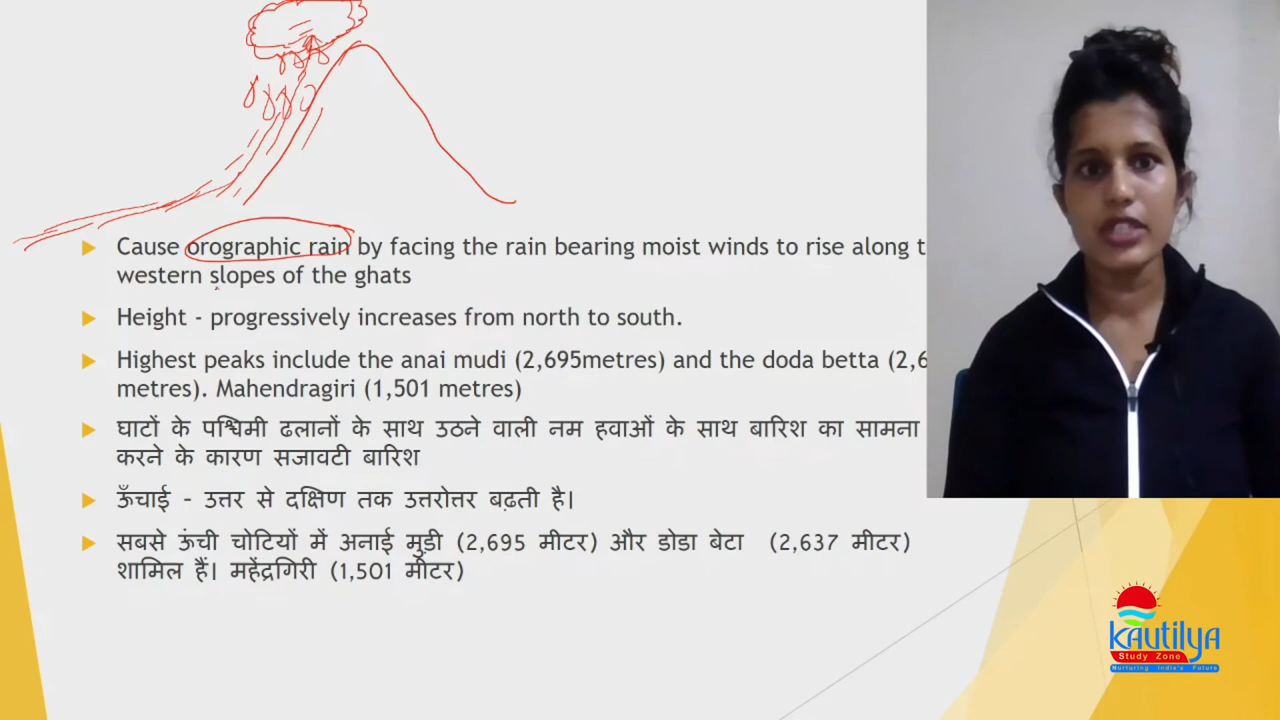 Cause orographic rain by facing the rain bearing moist winds to rise along
western slopes of the ghats
Height - progressively increases from north to south.
Highest peaks include the anai mudi (2,695metres) and the doda betta
metres). Mahendragiri (1,501 metres)
घाटों के पश्चिमी ढलानों के साथ उठने वाली नम हवाओं के साथ बारिश का सामना
करने के कारण सजावटी बारिश
ऊँचाई - उत्तर से दक्षिण तक उत्तरोत्तर बढ़ती है।
सबसे ऊंची चोटियों में अनाई मुडी (2,695 मीटर) और डोडा बेटा (2,637 मीटर)
शामिल हैं। महेंद्रगिरी (1,501 मीटर)
kautilya
Study Zone
Nurturing India's Future